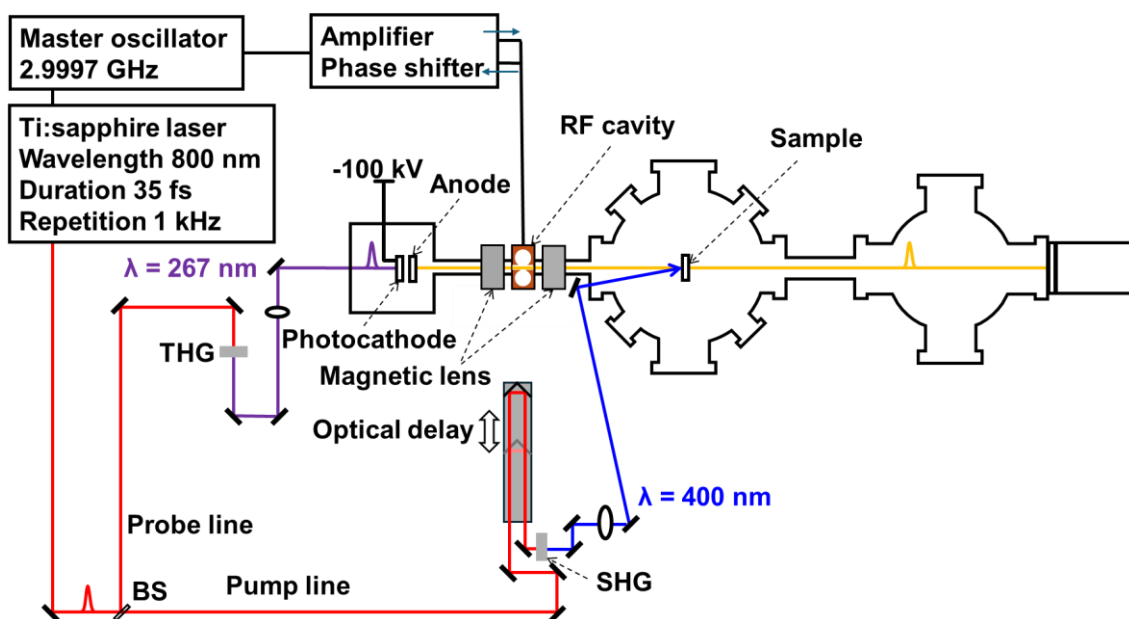 Master oscillator
2.9997 GHz
Amplifier
Phase shifter
Ti:sapphire laser
Wavelength 800 nm
Duration 35 fs
Repetition 1 kHz
-100 kV
Anode
RF cavity
Sample
λ = 267 nm
Photocathode
THG
Magnetic lens
Optical delay
λ = 400 nm
Probe line
SHG
BS
Pump line